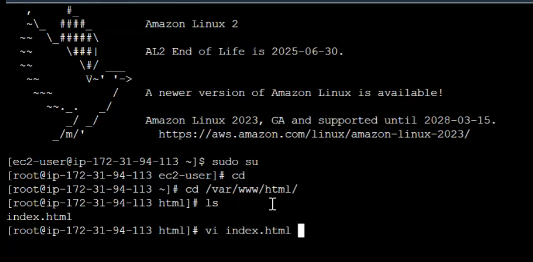 ,     #_
   ~\_  ####_        Amazon Linux 2
  ~~  \_#####\
  ~~     \###|       AL2 End of Life is 2025-06-30.
  ~~       \#/ ___
   ~~       V~' '->
    ~~~         /    A newer version of Amazon Linux is available!
      ~~._.   _/
         _/ _/       Amazon Linux 2023, GA and supported until 2028-03-15.
       _/m/'           https://aws.amazon.com/linux/amazon-linux-2023/
[ec2-user@ip-172-31-94-113 ~]$ sudo su
[root@ip-172-31-94-113 ec2-user]# cd
[root@ip-172-31-94-113 ~]# cd /var/www/html/
[root@ip-172-31-94-113 html]# ls
index.html
[root@ip-172-31-94-113 html]# vi index.html